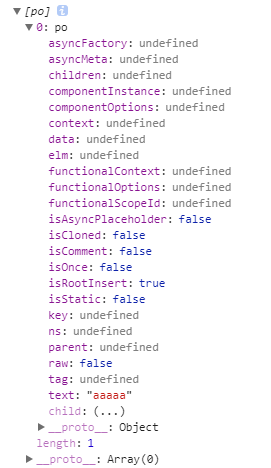 [po] i
0: po
asyncFactory: undefined
asyncMeta: undefined
children: undefined
componentInstance: undefined
componentOptions: undefined
context: undefined
data: undefined
elm: undefined
functionalContext: undefined
functionalOptions: undefined
functionalScopeId: undefined
isAsyncPlaceholder: false
isCloned: false
isComment: false
isOnce: false
isRootInsert: true
isStatic: false
key: undefined
ns: undefined
parent: undefined
raw: false
tag: undefined
text: "aaaaa"
child: (...)
__proto__: Object
length: 1
__proto__: Array(0)